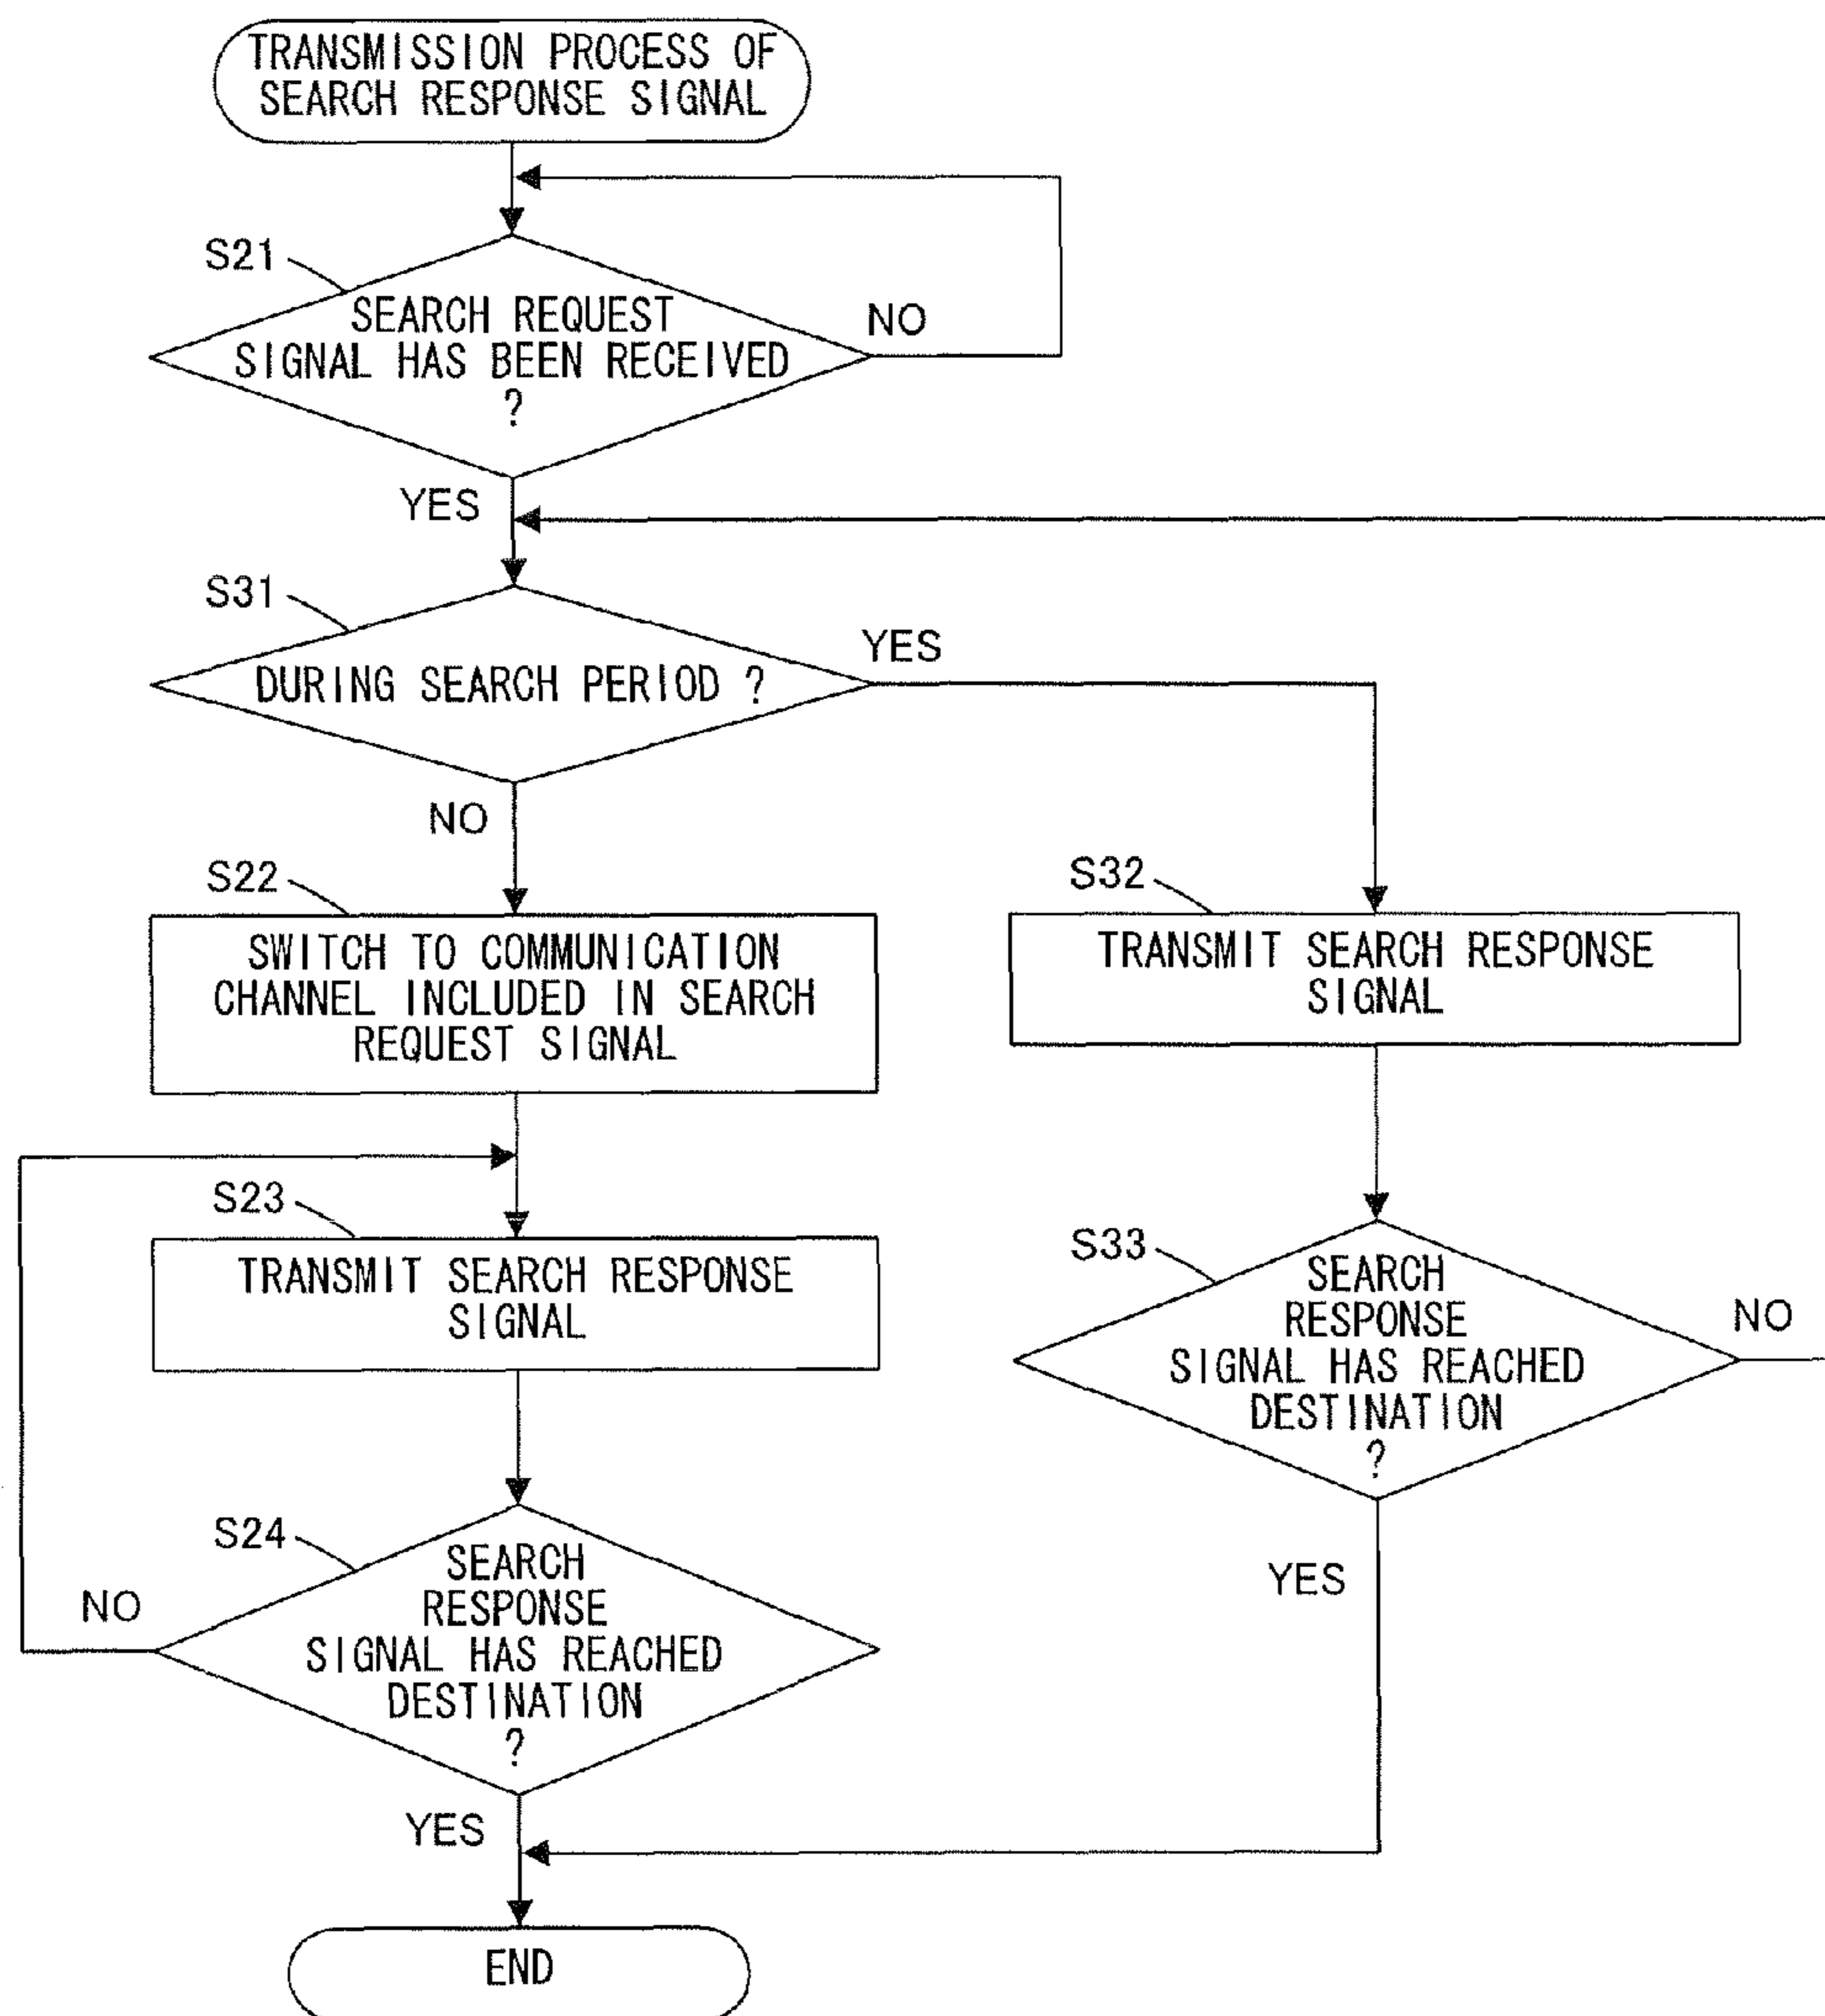 TRANSMISSION PROCESS OF
SEARCH RESPONSE SIGNAL
S21
SEARCH REQUEST
SIGNAL HAS BEEN RECEIVED
?
NO
YES
S31
DURING SEARCH PERIOD ?
YES
NO
S22
SWITCH TO COMMUNICATION
CHANNEL INCLUDED IN SEARCH
REQUEST SIGNAL
S32
TRANSMIT SEARCH RESPONSE
SIGNAL
S23
TRANSMIT SEARCH RESPONSE
SIGNAL
S33
SEARCH
RESPONSE
SIGNAL HAS REACHED
DESTINATION
?
NO
YES
S24
SEARCH
RESPONSE
SIGNAL HAS REACHED
DESTINATION
?
NO
YES
END